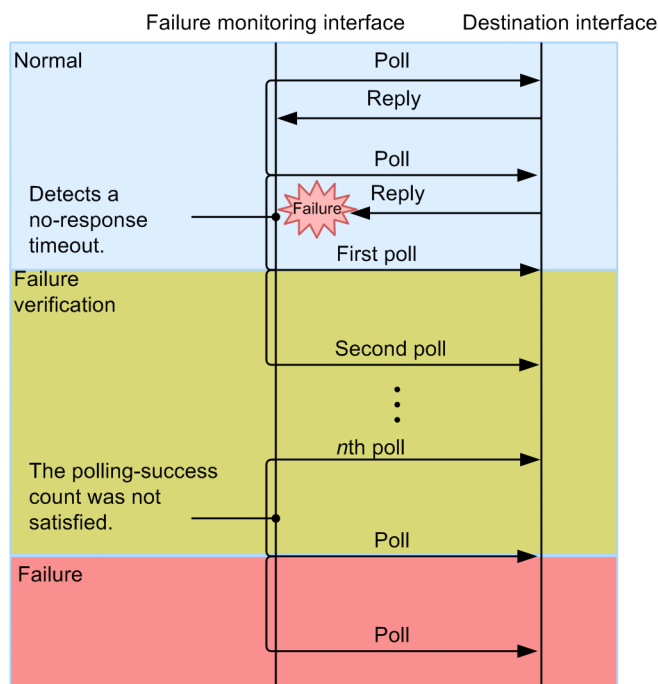 Failure monitoring interface
Destination interface
Normal
Poll
Reply
Poll
Detects a
no-response
timeout.
Failure
Reply
First poll
Failure
verification
Second poll
nth poll
The polling-success
count was not
satisfied.
Poll
Failure
Poll